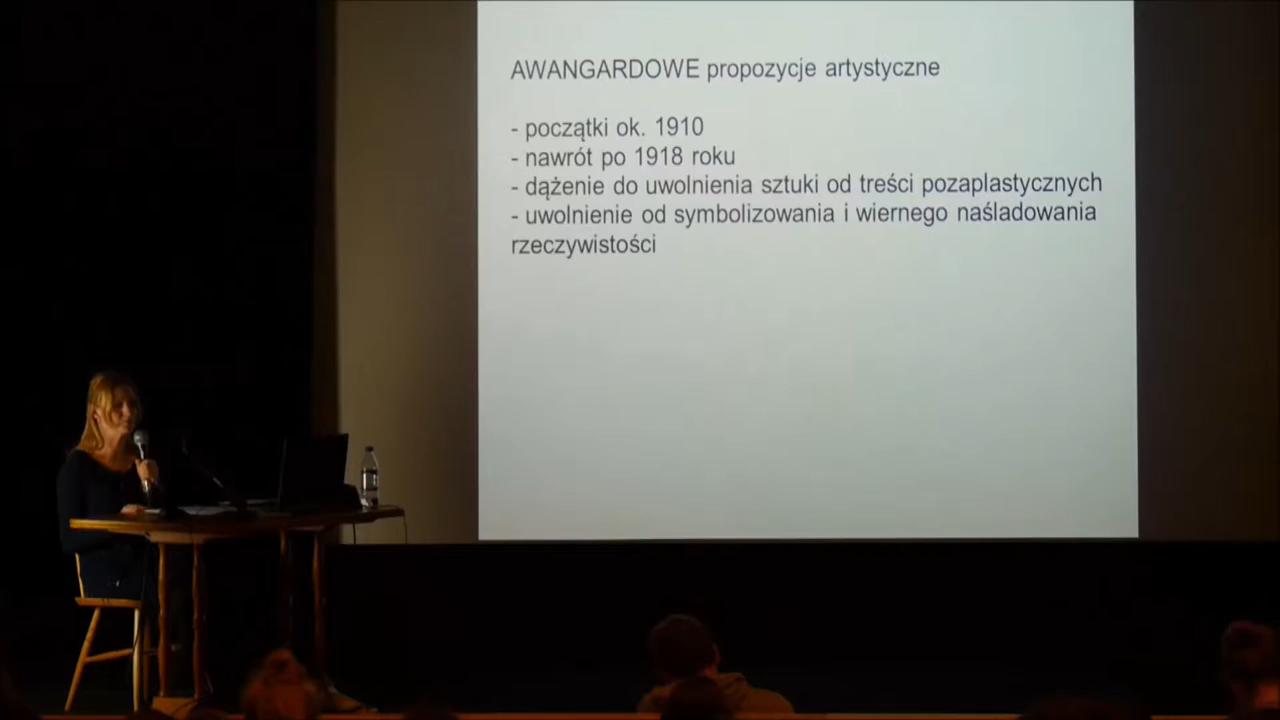 AWANGARDOWE propozycje artystyczne
- początki ok. 1910
- nawrót po 1918 roku
- dążenie do uwolnienia sztuki od treści pozaplastycznych
- uwolnienie od symbolizowania i wiernego naśladowania
rzeczywistości